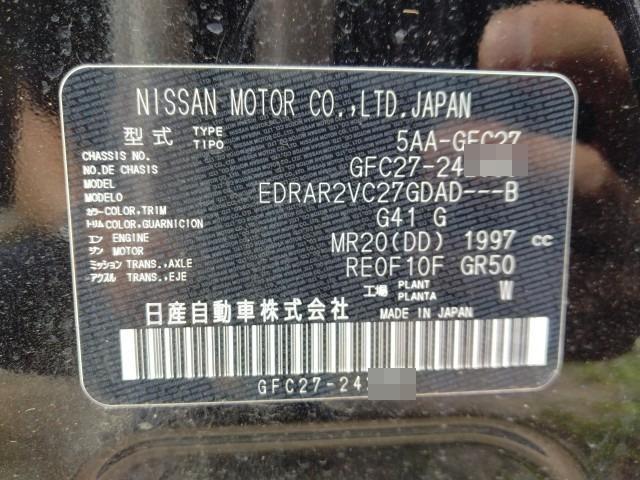 NISSAN MOTOR CO.,LTD.JAPAN
型式 TYPE TIPO 5AA-GFC27
CHASSIS NO.
NO.DE CHASIS GFC27-24
MODEL
MODELO EDRAR2VC27GDAD---B
カラー COLOR,TRIM
トリム COLOR,GUARNICION G41 G
エン ENGINE
ジン MOTOR MR20(DD) 1997 cc
ミッション TRANS.,AXLE
アクスル TRANS.,EJE RE0F10F GR50
工場 PLANT PLANTA W
日産自動車株式会社 MADE IN JAPAN
GFC27-24